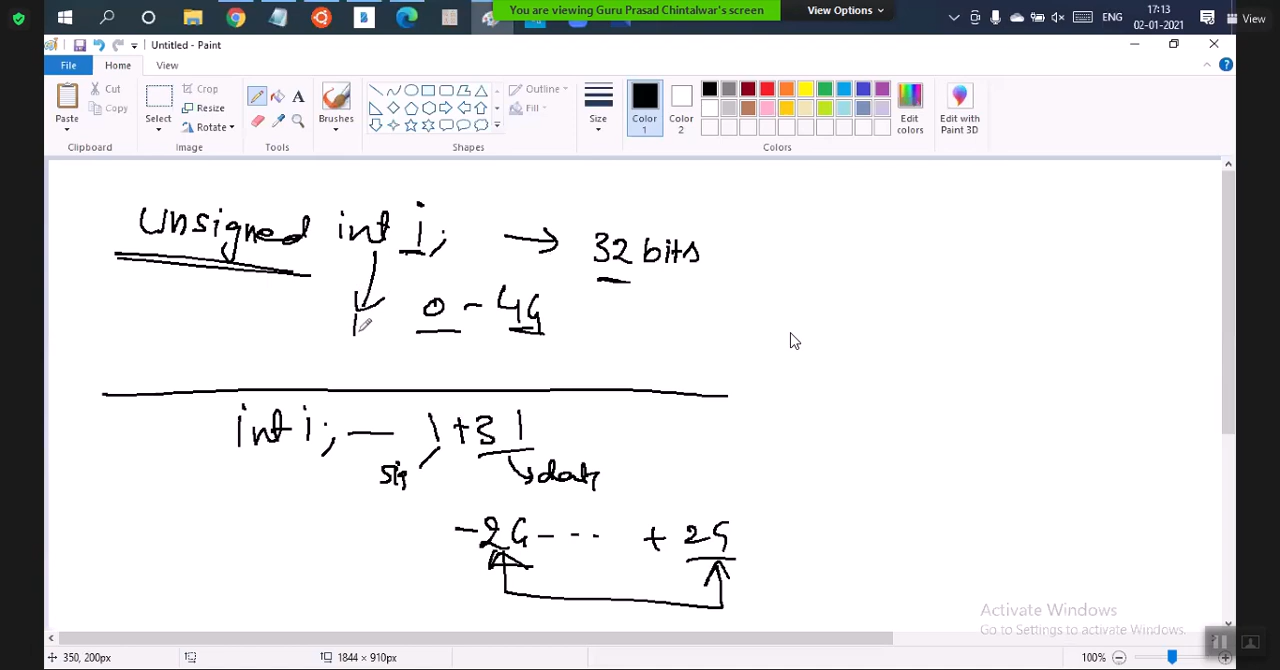 You are viewing Guru Prasad Chintalwar's screen
View Options
ENG
17:13
02-01-2021
View
Untitled - Paint
File
Home
View
Paste
Cut
Copy
Clipboard
Select
Crop
Resize
Rotate
Image
A
Tools
Brushes
Outline
Fill
Shapes
Size
Color 1
Color 2
Edit colors
Colors
Edit with Paint 3D
unsigned int i; → 32 bits
0 - 4G
int i; — 1+31
sig
- 2G - - - + 2G
Activate Windows
Go to Settings to activate Windows.
350, 200px
1844 × 910px
100%